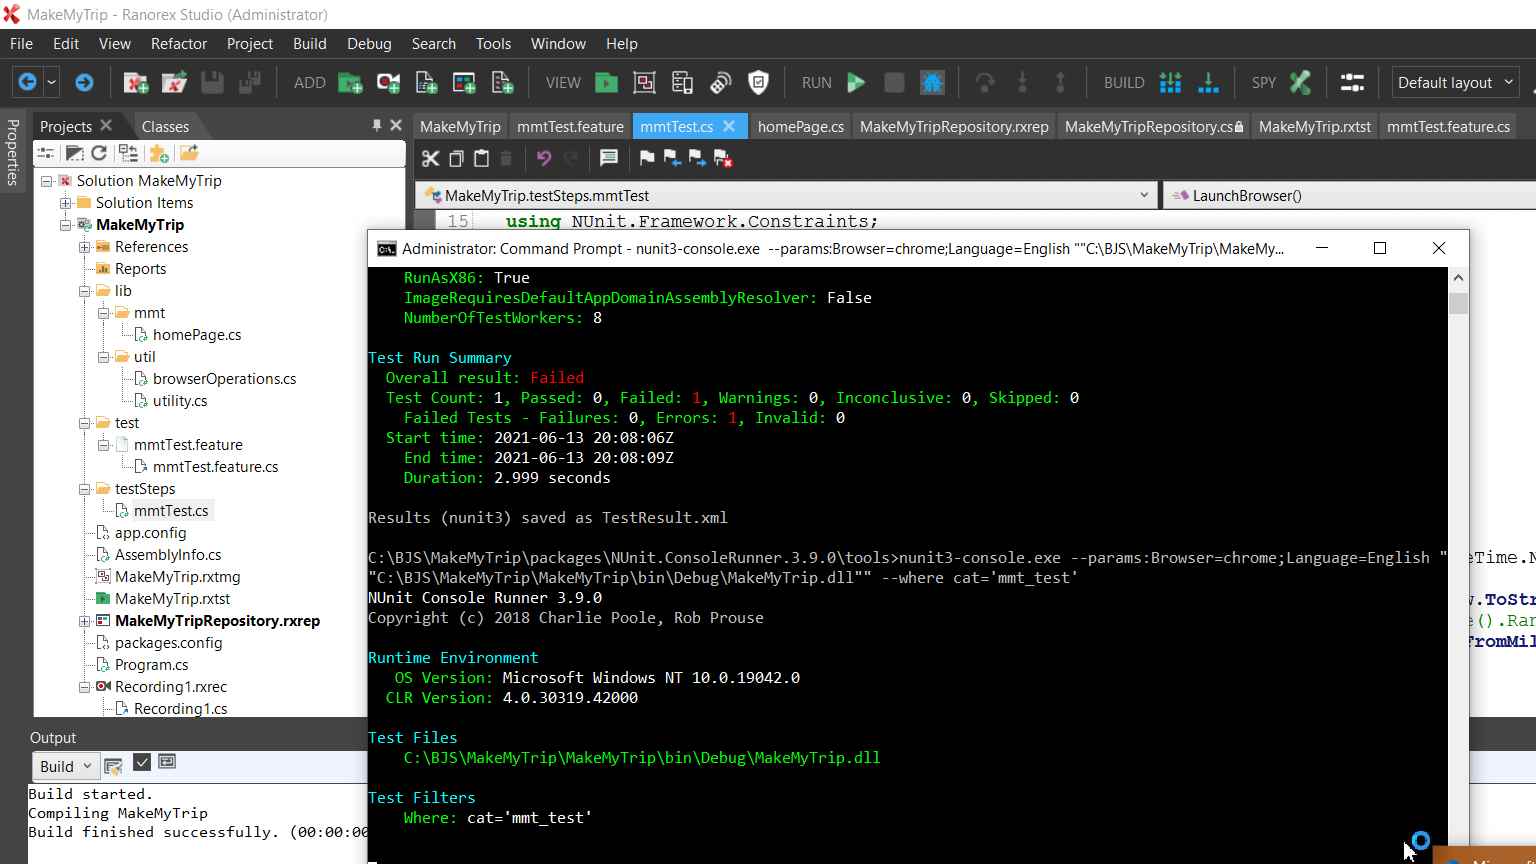 MakeMyTrip - Ranorex Studio (Administrator)
File Edit View Refactor Project Build Debug Search Tools Window Help
ADD VIEW RUN BUILD SPY Default layout
Properties
Projects Classes
MakeMyTrip mmtTest.feature mmtTest.cs homePage.cs MakeMyTripRepository.rxrep MakeMyTripRepository.cs MakeMyTrip.rxtst mmtTest.feature.cs
MakeMyTrip.testSteps.mmtTest LaunchBrowser()
15 using NUnit.Framework.Constraints;
Solution MakeMyTrip
Solution Items
MakeMyTrip
References
Reports
lib
mmt
homePage.cs
util
browserOperations.cs
utility.cs
test
mmtTest.feature
mmtTest.feature.cs
testSteps
mmtTest.cs
app.config
AssemblyInfo.cs
MakeMyTrip.rxtmg
MakeMyTrip.rxtst
MakeMyTripRepository.rxrep
packages.config
Program.cs
Recording1.rxrec
Recording1.cs
Administrator: Command Prompt - nunit3-console.exe --params:Browser=chrome;Language=English ""C:\BJS\MakeMyTrip\MakeMy...
RunAsX86: True
ImageRequiresDefaultAppDomainAssemblyResolver: False
NumberOfTestWorkers: 8
Test Run Summary
Overall result: Failed
Test Count: 1, Passed: 0, Failed: 1, Warnings: 0, Inconclusive: 0, Skipped: 0
Failed Tests - Failures: 0, Errors: 1, Invalid: 0
Start time: 2021-06-13 20:08:06Z
End time: 2021-06-13 20:08:09Z
Duration: 2.999 seconds
Results (nunit3) saved as TestResult.xml
C:\BJS\MakeMyTrip\packages\NUnit.ConsoleRunner.3.9.0\tools>nunit3-console.exe --params:Browser=chrome;Language=English "
"C:\BJS\MakeMyTrip\MakeMyTrip\bin\Debug\MakeMyTrip.dll"" --where cat='mmt_test'
NUnit Console Runner 3.9.0
Copyright (c) 2018 Charlie Poole, Rob Prouse
Runtime Environment
OS Version: Microsoft Windows NT 10.0.19042.0
CLR Version: 4.0.30319.42000
Test Files
C:\BJS\MakeMyTrip\MakeMyTrip\bin\Debug\MakeMyTrip.dll
Test Filters
Where: cat='mmt_test'
eTime.N
.ToStr
e().Ran
FromMil
Output
Build
Build started.
Compiling MakeMyTrip
Build finished successfully. (00:00:00